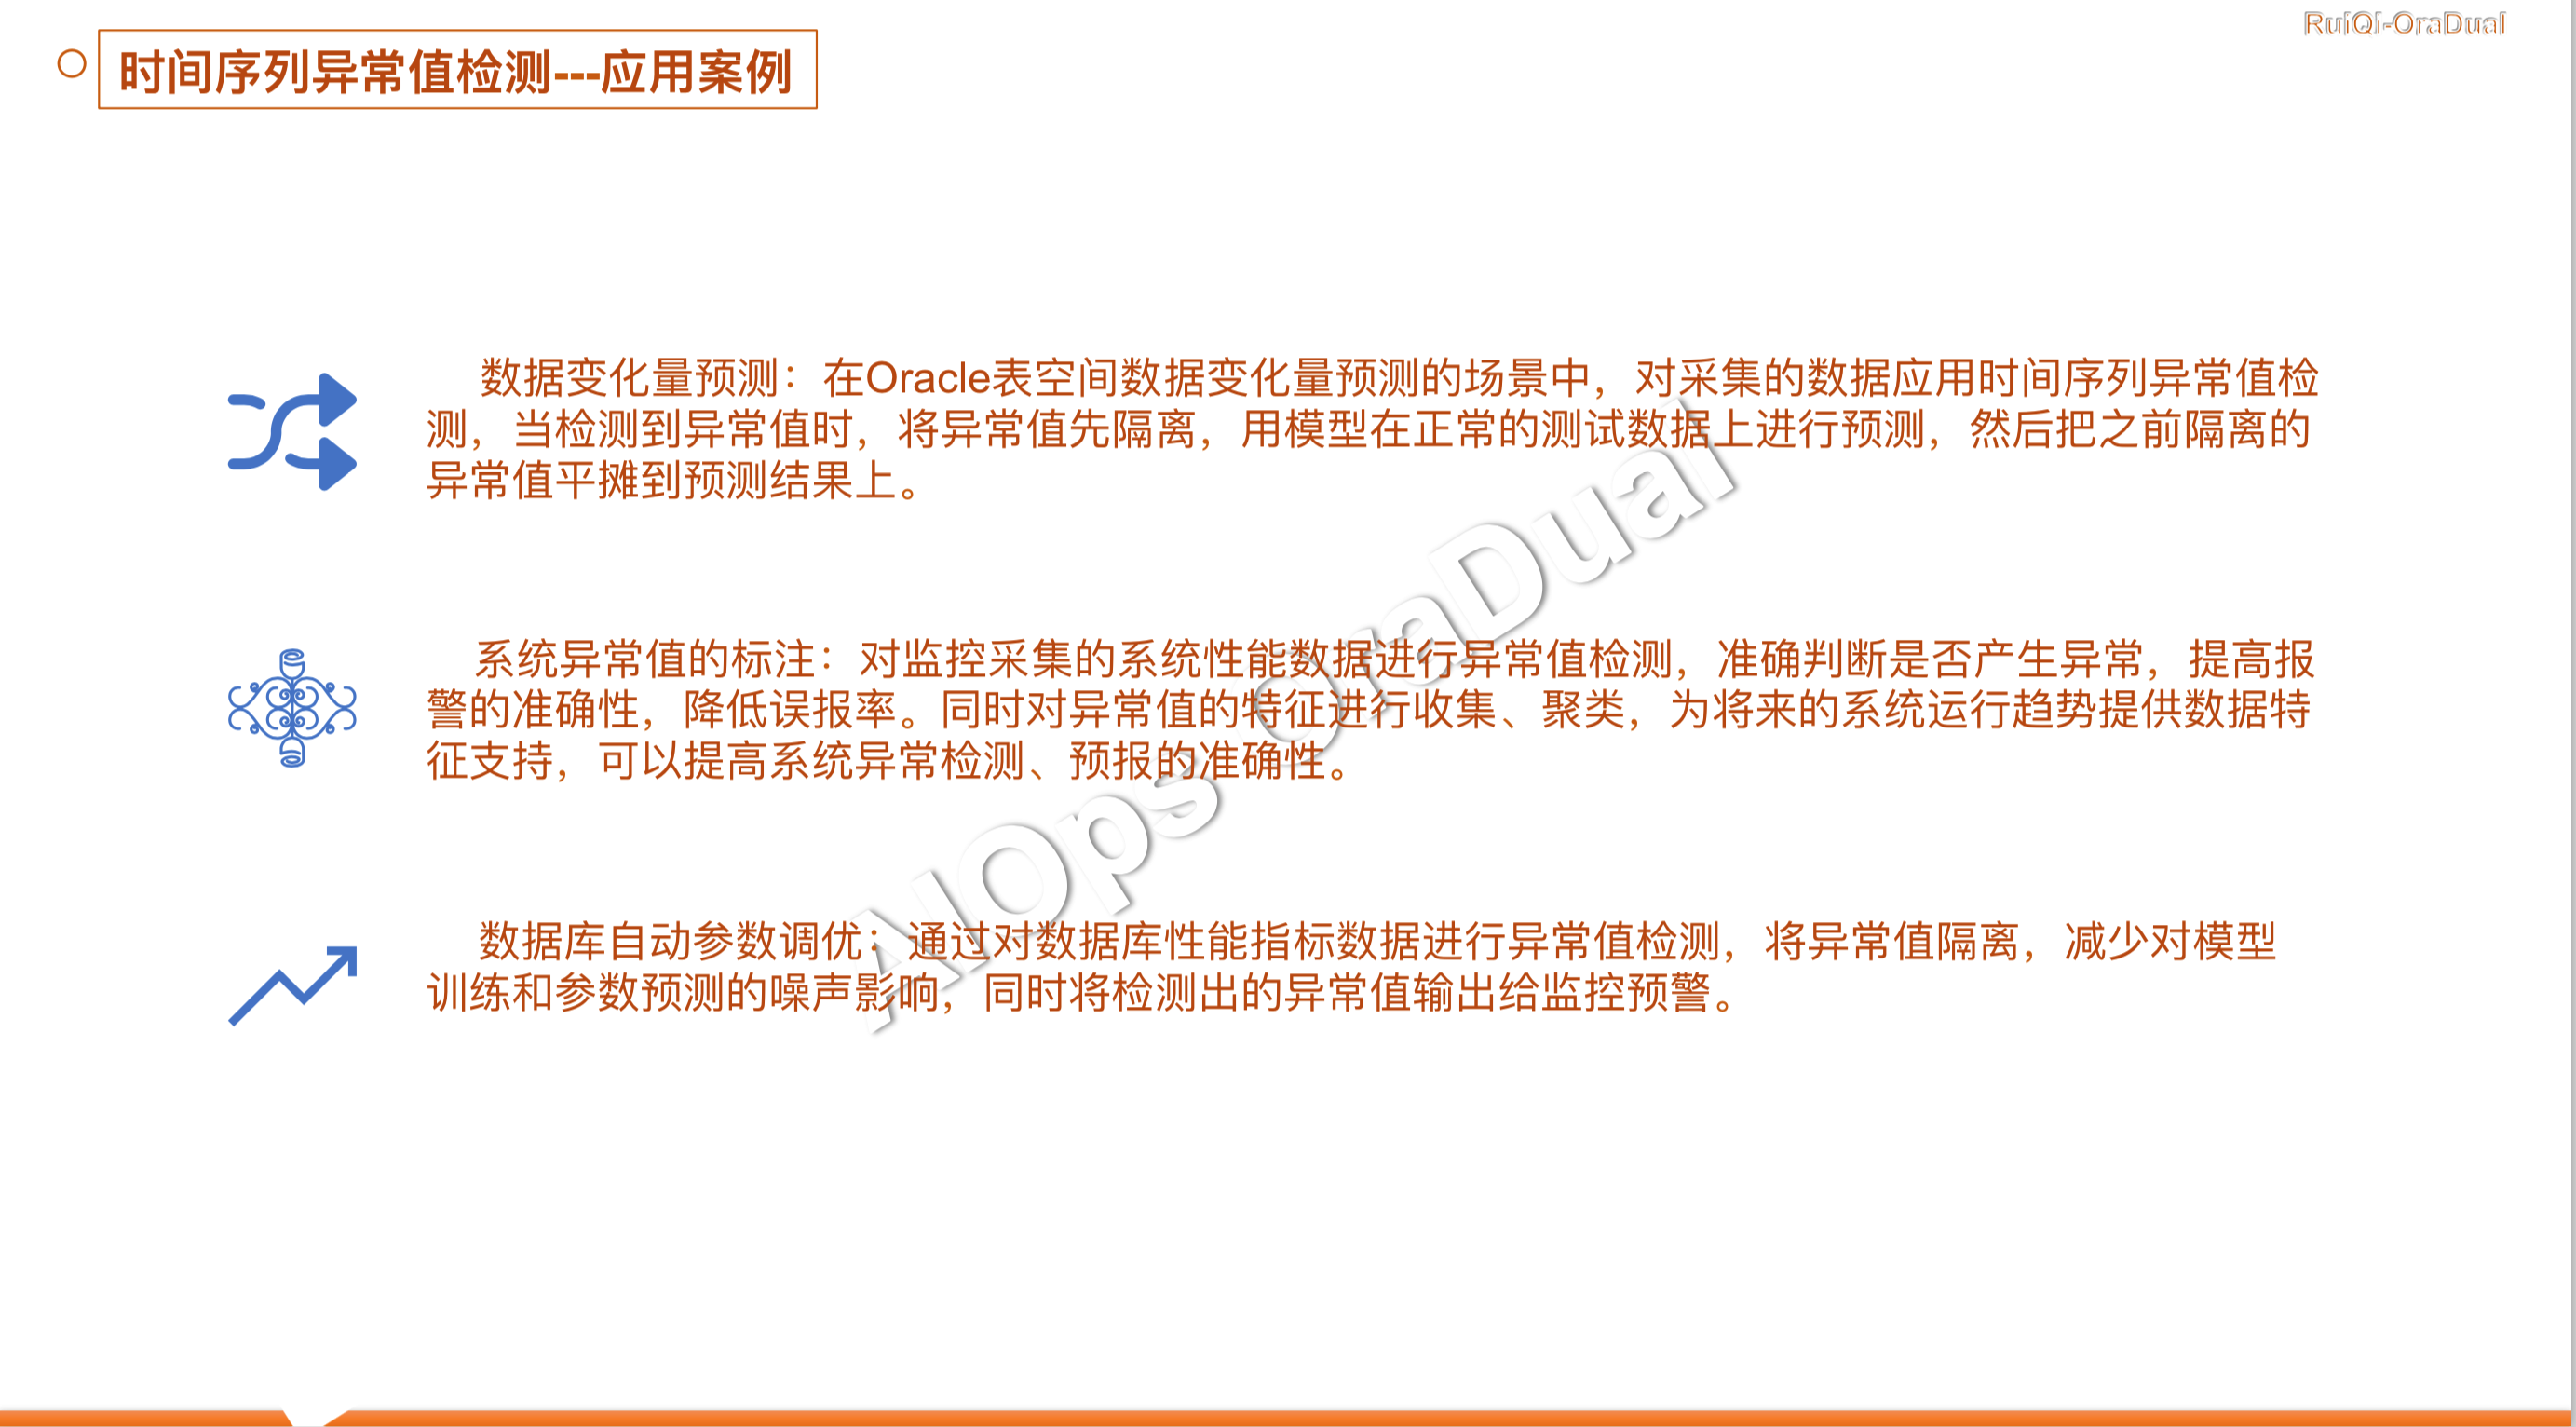 RuiQi-OraDual
时间序列异常值检测---应用案例
数据变化量预测：在Oracle表空间数据变化量预测的场景中，对采集的数据应用时间序列异常值检
测，当检测到异常值时，将异常值先隔离，用模型在正常的测试数据上进行预测，然后把之前隔离的
异常值平摊到预测结果上。
系统异常值的标注：对监控采集的系统性能数据进行异常值检测，准确判断是否产生异常，提高报
警的准确性，降低误报率。同时对异常值的特征进行收集、聚类，为将来的系统运行趋势提供数据特
征支持，可以提高系统异常检测、预报的准确性。
数据库自动参数调优：通过对数据库性能指标数据进行异常值检测，将异常值隔离，减少对模型
训练和参数预测的噪声影响，同时将检测出的异常值输出给监控预警。
AIOps OraDual